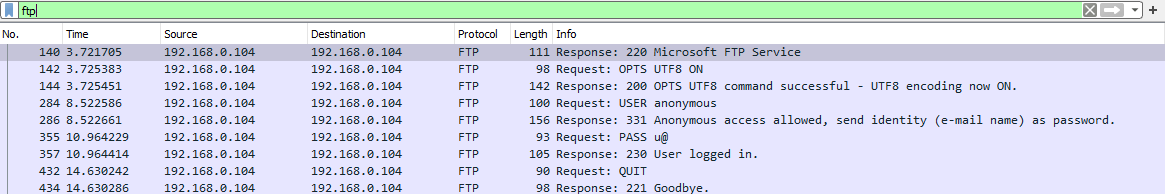 ftp
No. Time Source Destination Protocol Length Info
140 3.721705 192.168.0.104 192.168.0.104 FTP 111 Response: 220 Microsoft FTP Service
142 3.725383 192.168.0.104 192.168.0.104 FTP 98 Request: OPTS UTF8 ON
144 3.725451 192.168.0.104 192.168.0.104 FTP 142 Response: 200 OPTS UTF8 command successful - UTF8 encoding now ON.
284 8.522586 192.168.0.104 192.168.0.104 FTP 100 Request: USER anonymous
286 8.522661 192.168.0.104 192.168.0.104 FTP 156 Response: 331 Anonymous access allowed, send identity (e-mail name) as password.
355 10.964229 192.168.0.104 192.168.0.104 FTP 93 Request: PASS u@
357 10.964414 192.168.0.104 192.168.0.104 FTP 105 Response: 230 User logged in.
432 14.630242 192.168.0.104 192.168.0.104 FTP 90 Request: QUIT
434 14.630286 192.168.0.104 192.168.0.104 FTP 98 Response: 221 Goodbye.